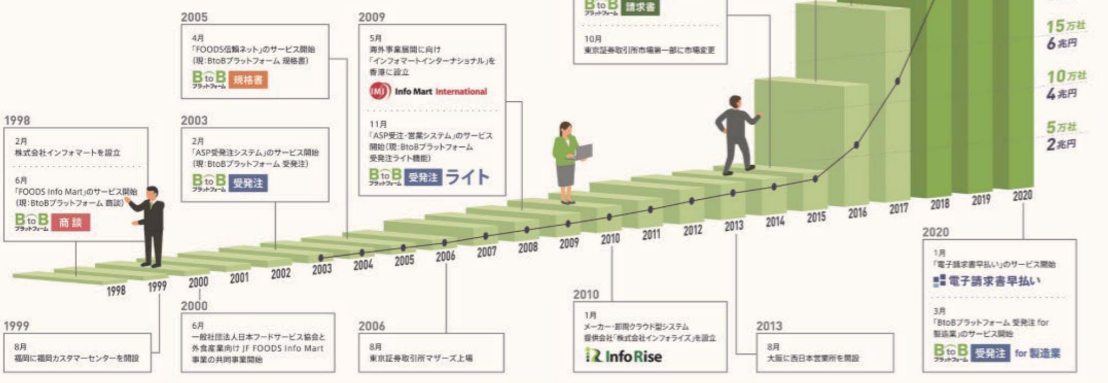 1998
2月
株式会社インフォマートを設立
6月
「FOODS Info Mart」のサービス開始
(現:BtoBプラットフォーム 商談)
BtoB
プラットフォーム
商談
2005
4月
「FOODS信頼ネット」のサービス開始
(現:BtoBプラットフォーム 規格書)
BtoB
プラットフォーム
規格書
2003
2月
「ASP受発注システム」のサービス開始
(現:BtoBプラットフォーム 受発注)
BtoB
プラットフォーム
受発注
2009
5月
海外事業展開に向け
「インフォマートインターナショナル」を
香港に設立
IMJ Info Mart International
11月
「ASP受注・営業システム」のサービス
開始(現:BtoBプラットフォーム
受発注ライト機能)
BtoB
プラットフォーム
受発注 ライト
BtoB
プラットフォーム
請求書
10月
東京証券取引所市場第一部に市場変更
15万社
6兆円
10万社
4兆円
5万社
2兆円
1998
1999
2000
2001
2002
2003
2004
2005
2006
2007
2008
2009
2010
2011
2012
2013
2014
2015
2016
2017
2018
2019
2020
1999
8月
福岡に福岡カスタマーセンターを開設
2000
6月
一般社団法人日本フードサービス協会と
外食産業向け JF FOODS Info Mart
事業の共同事業開始
2006
8月
東京証券取引所マザーズ上場
2010
1月
メーカー・卸間クラウド型システム
提供会社「株式会社インフォライズ」を設立
InfoRise
2013
8月
大阪に西日本営業所を開設
2020
1月
「電子請求書早払い」のサービス開始
電子請求書早払い
3月
「BtoBプラットフォーム 受発注 for
製造業」のサービス開始
BtoB
プラットフォーム
受発注 for 製造業